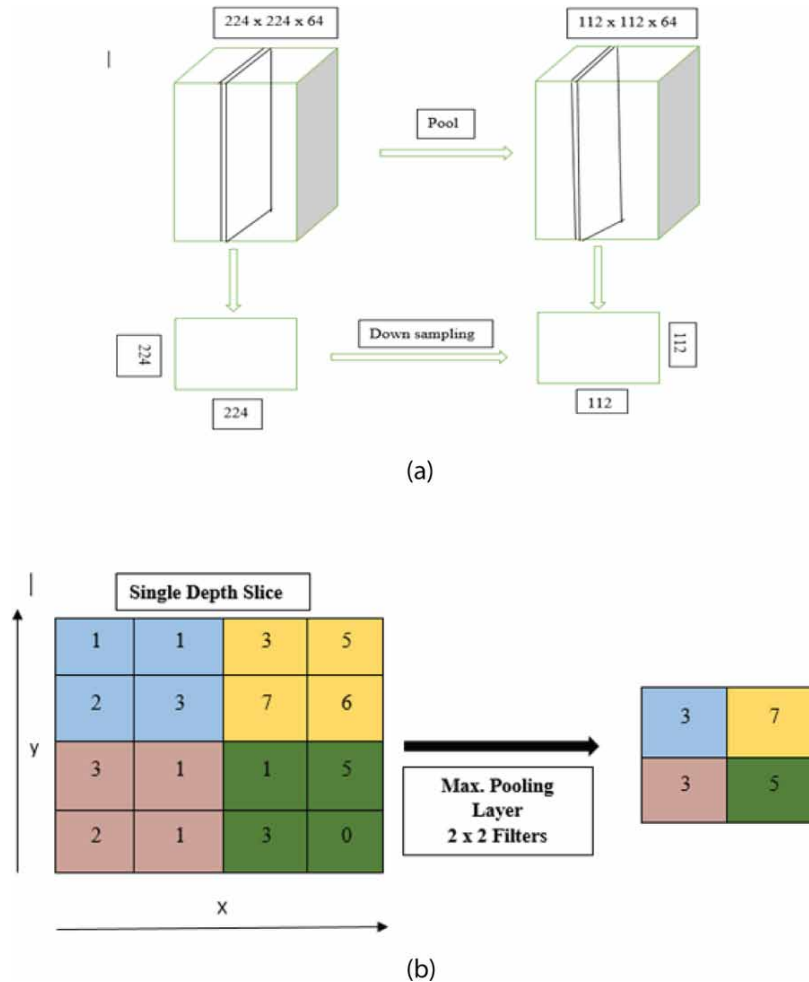 224 x 224 x 64
112 x 112 x 64
Pool
224
Down sampling
112
224
112
(a)
Single Depth Slice
1 1 3 5
2 3 7 6
y
3 1 1 5
2 1 3 0
X
Max. Pooling
Layer
2 x 2 Filters
3 7
3 5
(b)